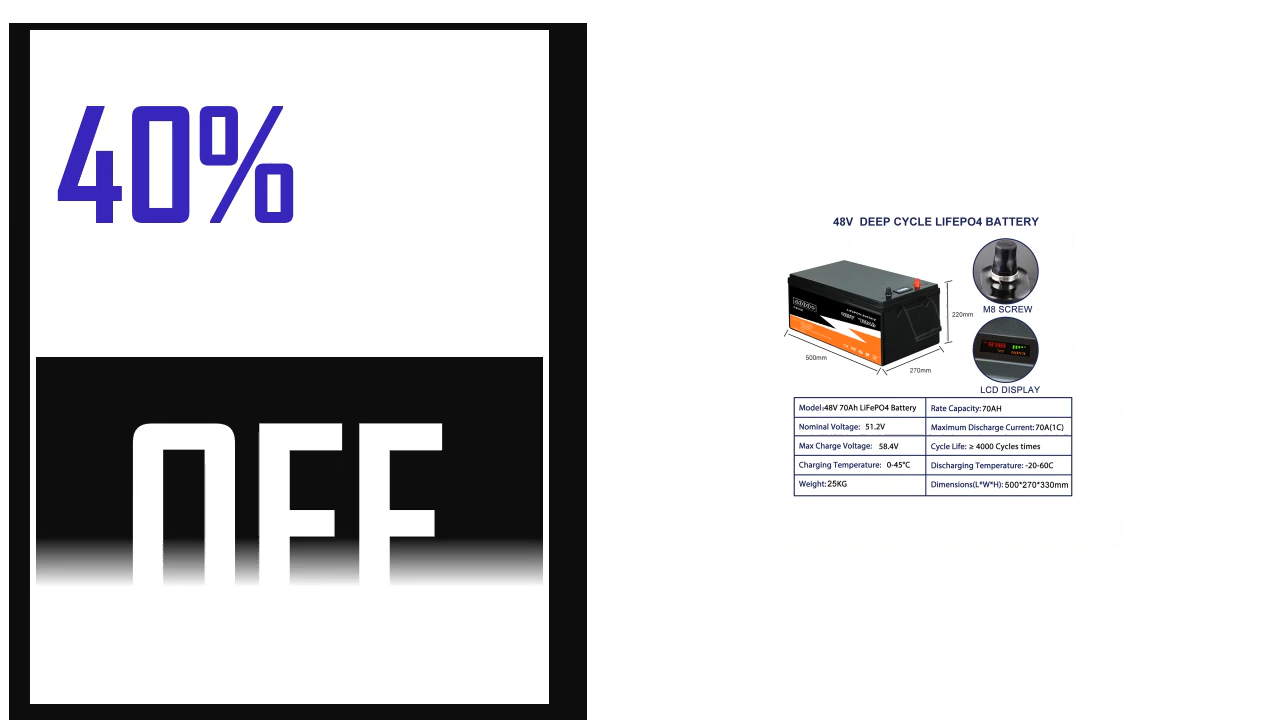 40%
OFF
48V DEEP CYCLE LIFEPO4 BATTERY
M8 SCREW
220mm
500mm
270mm
LCD DISPLAY
Model:48V 70Ah LiFePO4 Battery
Rate Capacity:70AH
Nominal Voltage: 51.2V
Maximum Discharge Current:70A(1C)
Max Charge Voltage: 58.4V
Cycle Life: ≥ 4000 Cycles times
Charging Temperature: 0-45°C
Discharging Temperature: -20-60C
Weight:25KG
Dimensions(L*W*H):500*270*330mm